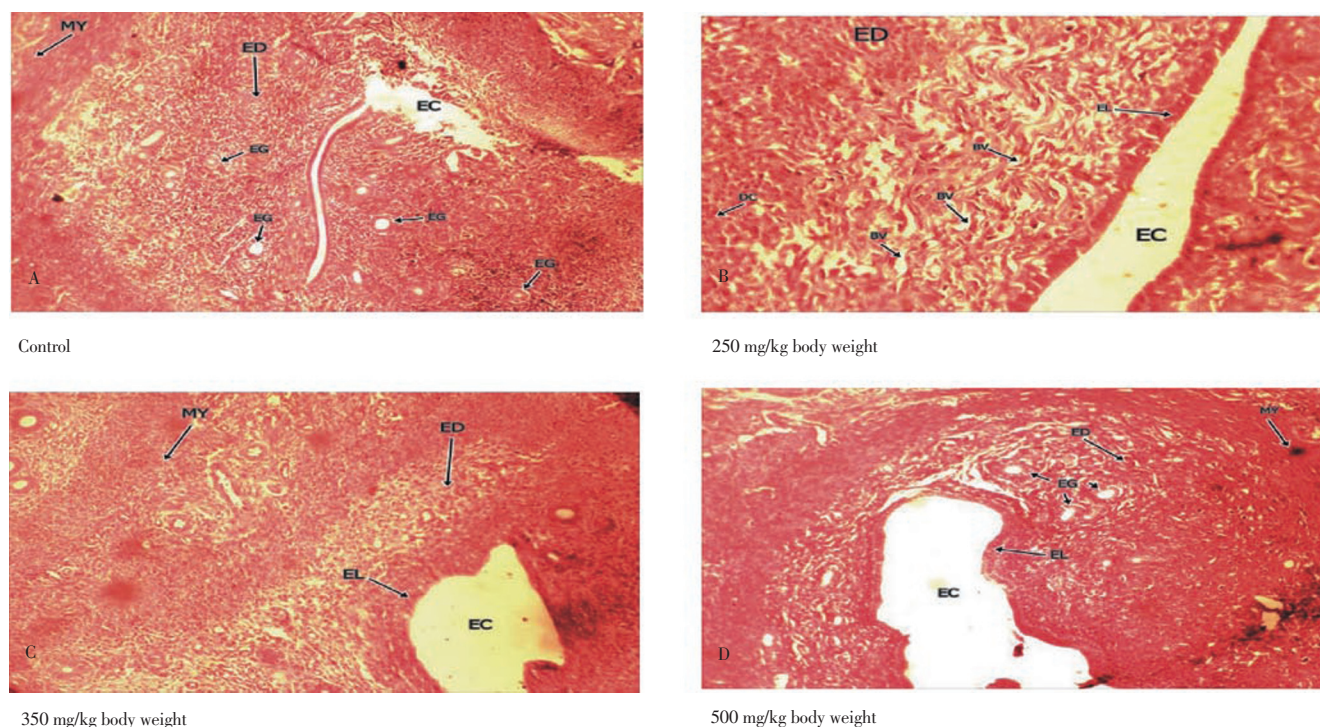 MY
ED
EC
EG
EG
EG
EG
A
Control
ED
EL
BV
DC
BV
BV
EC
B
250 mg/kg body weight
MY
ED
EL
EC
C
350 mg/kg body weight
MY
ED
EG
EL
EC
D
500 mg/kg body weight